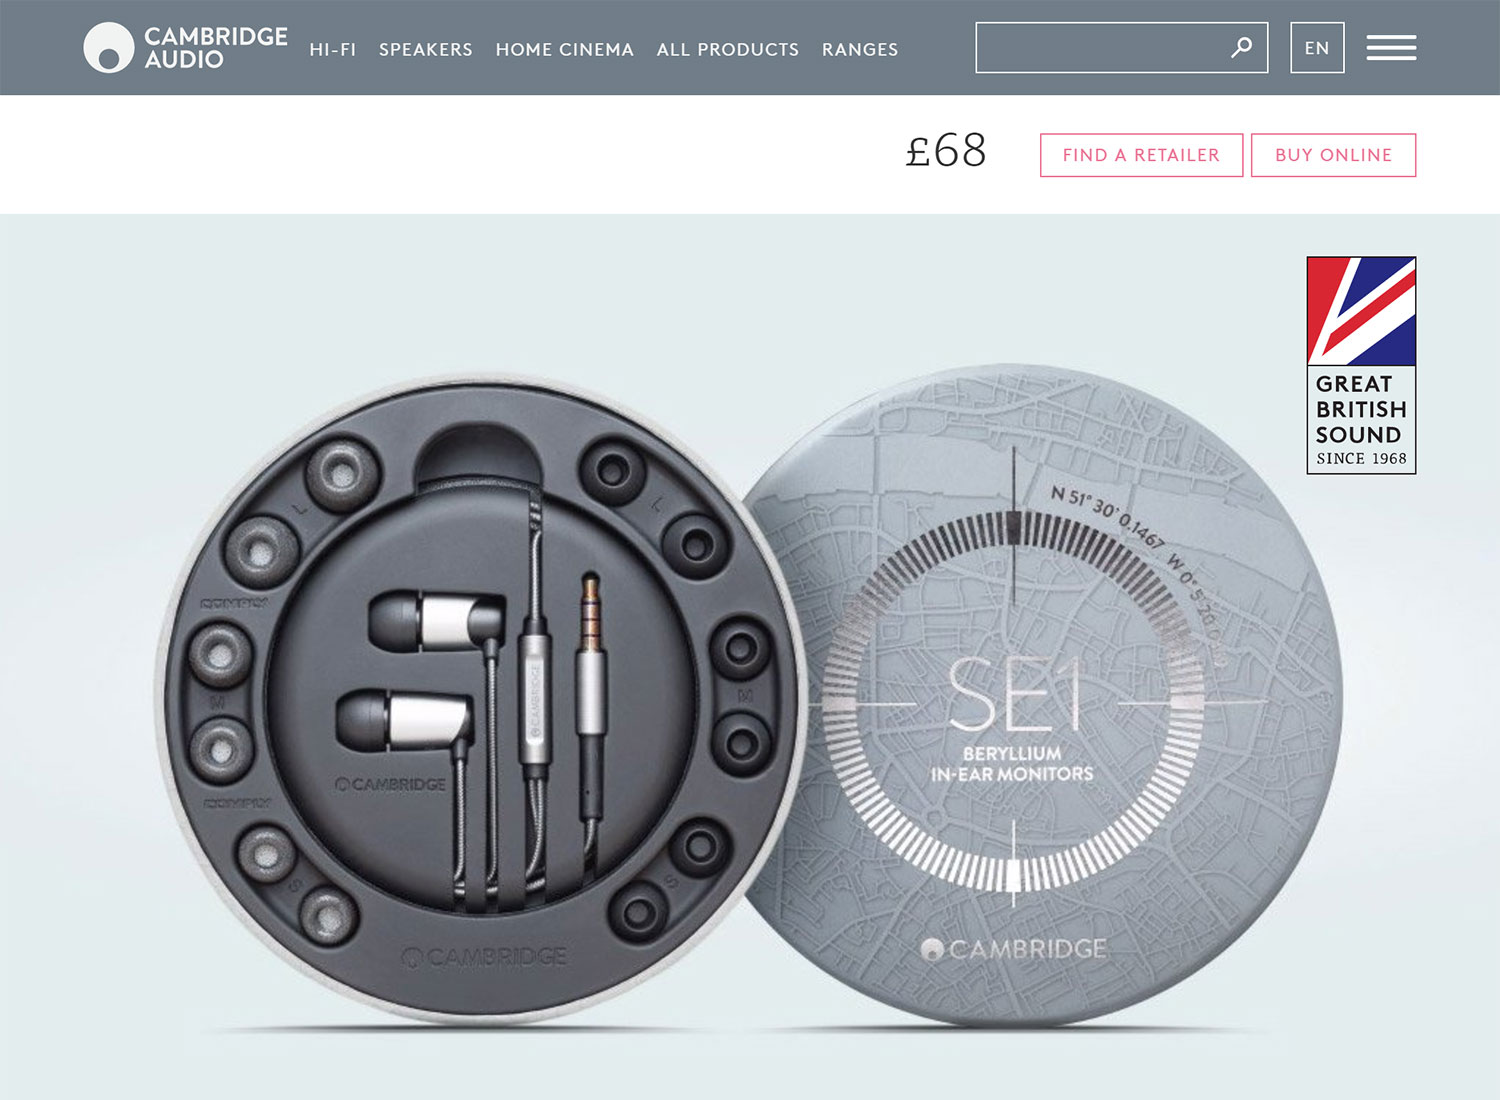 CAMBRIDGE
AUDIO
HI-FI
SPEAKERS
HOME CINEMA
ALL PRODUCTS
RANGES
EN
£68
FIND A RETAILER
BUY ONLINE
GREAT
BRITISH
SOUND
SINCE 1968
L
L
COMPLY
M
M
COMPLY
S
S
CAMBRIDGE
CAMBRIDGE
CAMBRIDGE
N 51° 30' 0.1467 W 0° 5' 20
SE1
BERYLLIUM
IN-EAR MONITORS
CAMBRIDGE